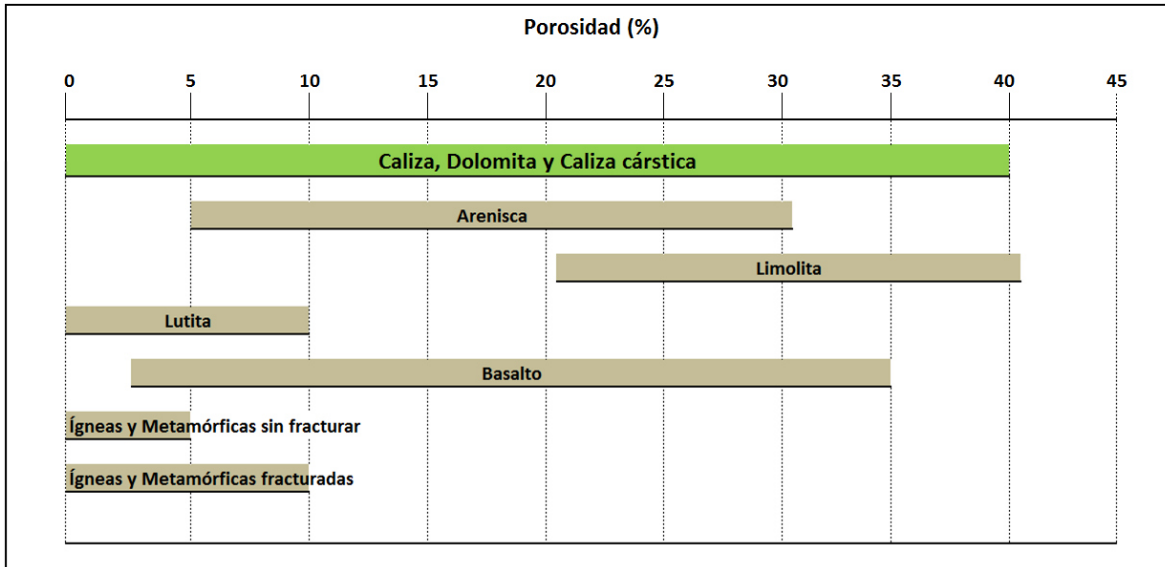 Porosidad (%)
0 5 10 15 20 25 30 35 40 45
Caliza, Dolomita y Caliza cárstica
Arenisca
Limolita
Lutita
Basalto
Ígneas y Metamórficas sin fracturar
Ígneas y Metamórficas fracturadas